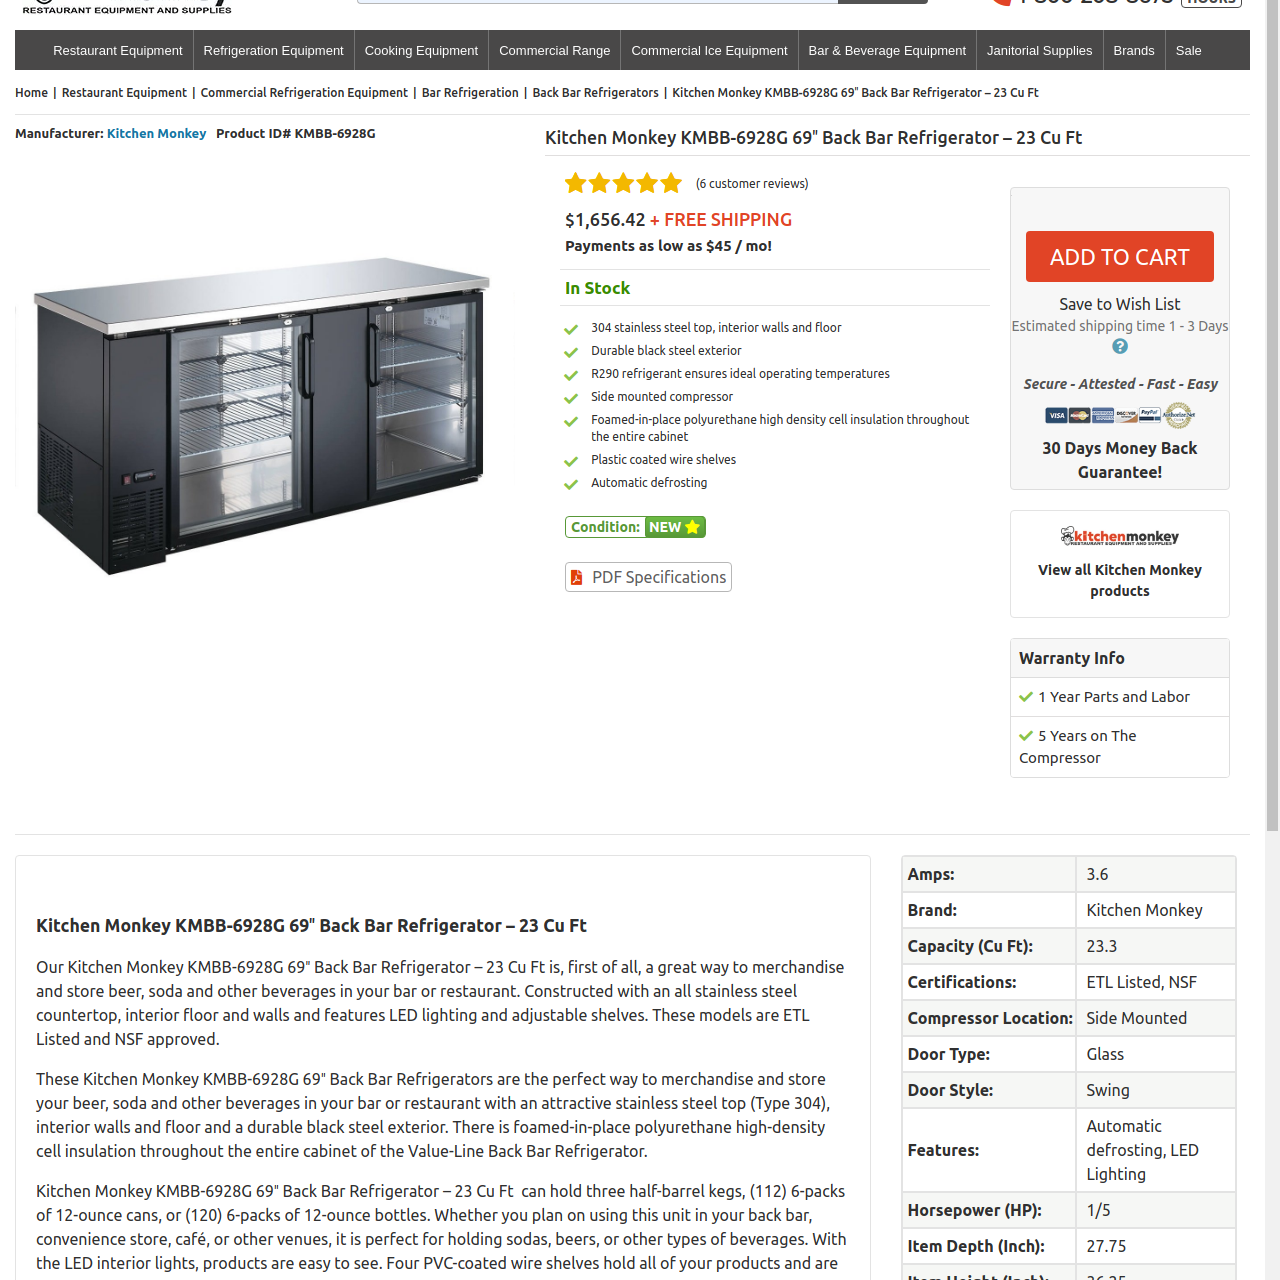 RESTAURANT EQUIPMENT AND SUPPLIES
Restaurant Equipment
Refrigeration Equipment
Cooking Equipment
Commercial Range
Commercial Ice Equipment
Bar & Beverage Equipment
Janitorial Supplies
Brands
Sale
Home | Restaurant Equipment | Commercial Refrigeration Equipment | Bar Refrigeration | Back Bar Refrigerators | Kitchen Monkey KMBB-6928G 69" Back Bar Refrigerator – 23 Cu Ft
Manufacturer: Kitchen Monkey Product ID# KMBB-6928G
Kitchen Monkey KMBB-6928G 69" Back Bar Refrigerator – 23 Cu Ft
(6 customer reviews)
$1,656.42 + FREE SHIPPING
Payments as low as $45 / mo!
In Stock
304 stainless steel top, interior walls and floor
Durable black steel exterior
R290 refrigerant ensures ideal operating temperatures
Side mounted compressor
Foamed-in-place polyurethane high density cell insulation throughout
the entire cabinet
Plastic coated wire shelves
Automatic defrosting
Condition: NEW
PDF Specifications
ADD TO CART
Save to Wish List
Estimated shipping time 1 - 3 Days
?
Secure - Attested - Fast - Easy
VISA
DISCOVER
PayPal
Authorize.Net
30 Days Money Back
Guarantee!
kitchenmonkey
RESTAURANT EQUIPMENT AND SUPPLIES
View all Kitchen Monkey
products
Warranty Info
1 Year Parts and Labor
5 Years on The
Compressor
Kitchen Monkey KMBB-6928G 69" Back Bar Refrigerator – 23 Cu Ft
Our Kitchen Monkey KMBB-6928G 69" Back Bar Refrigerator – 23 Cu Ft is, first of all, a great way to merchandise
and store beer, soda and other beverages in your bar or restaurant. Constructed with an all stainless steel
countertop, interior floor and walls and features LED lighting and adjustable shelves. These models are ETL
Listed and NSF approved.
These Kitchen Monkey KMBB-6928G 69" Back Bar Refrigerators are the perfect way to merchandise and store
your beer, soda and other beverages in your bar or restaurant with an attractive stainless steel top (Type 304),
interior walls and floor and a durable black steel exterior. There is foamed-in-place polyurethane high-density
cell insulation throughout the entire cabinet of the Value-Line Back Bar Refrigerator.
Kitchen Monkey KMBB-6928G 69" Back Bar Refrigerator – 23 Cu Ft can hold three half-barrel kegs, (112) 6-packs
of 12-ounce cans, or (120) 6-packs of 12-ounce bottles. Whether you plan on using this unit in your back bar,
convenience store, café, or other venues, it is perfect for holding sodas, beers, or other types of beverages. With
the LED interior lights, products are easy to see. Four PVC-coated wire shelves hold all of your products and are
Amps: 3.6
Brand: Kitchen Monkey
Capacity (Cu Ft): 23.3
Certifications: ETL Listed, NSF
Compressor Location: Side Mounted
Door Type: Glass
Door Style: Swing
Features: Automatic
defrosting, LED
Lighting
Horsepower (HP): 1/5
Item Depth (Inch): 27.75